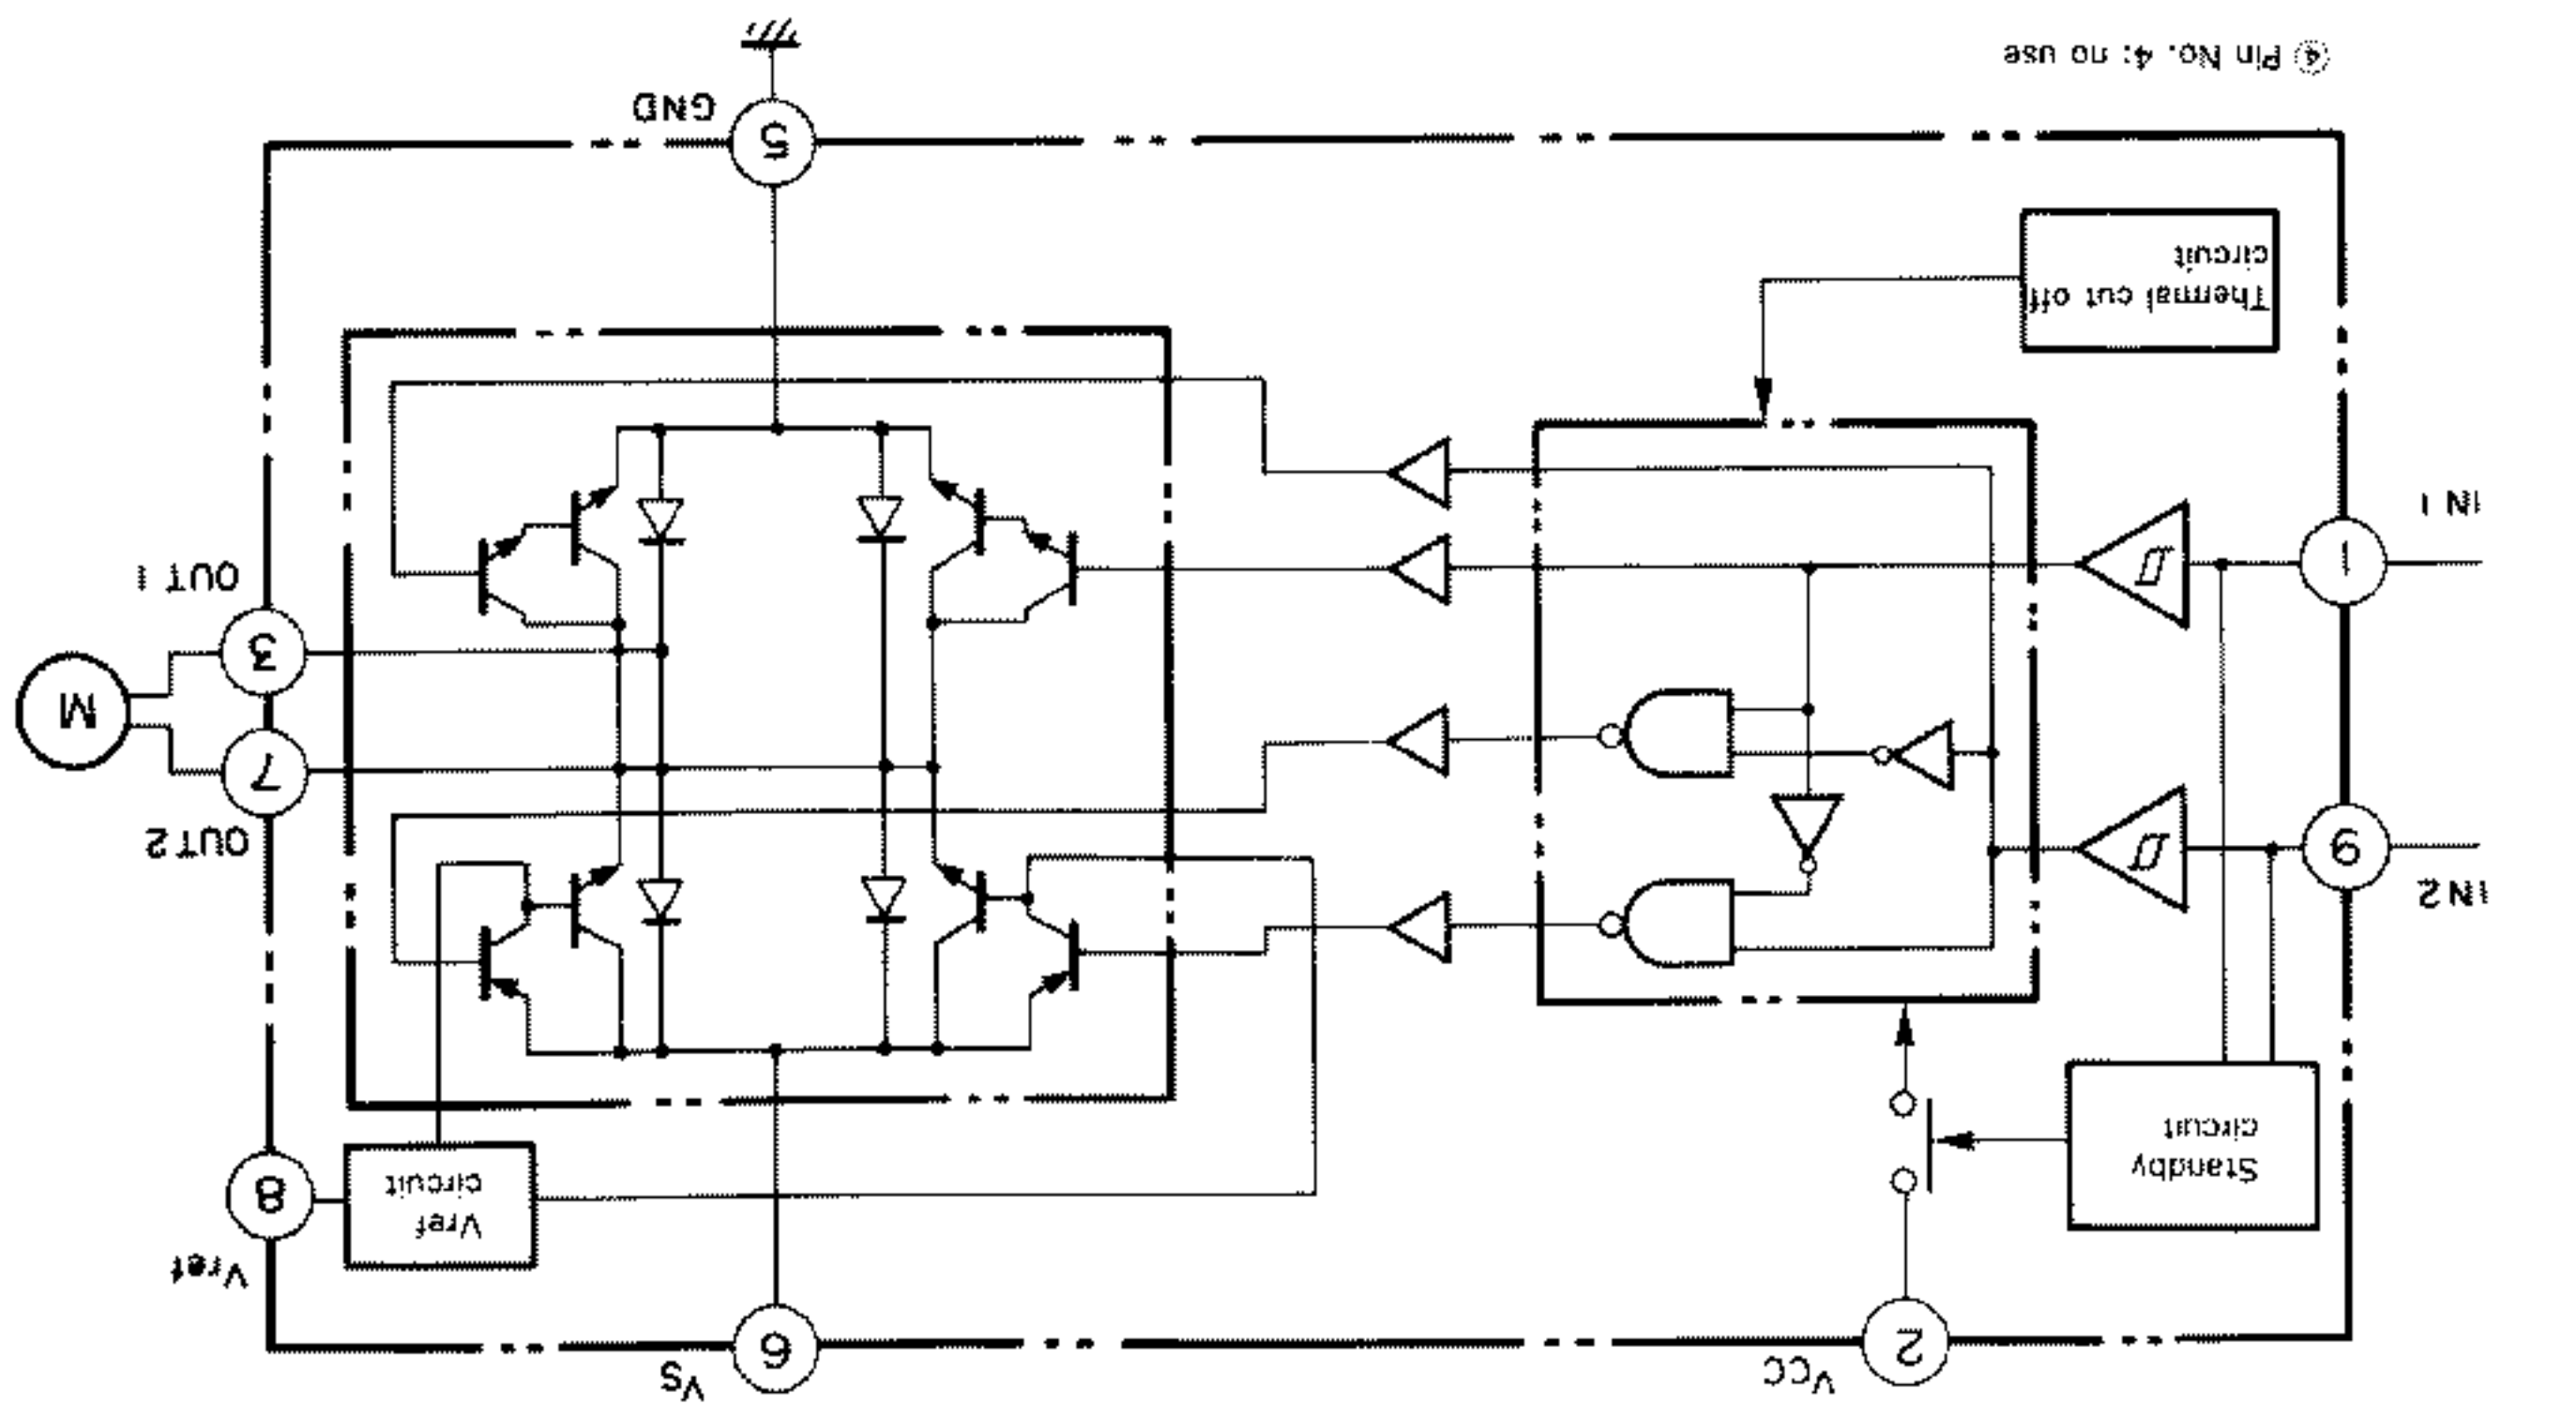 VCC
2
VS
6
Vref
8
Standby
circuit
Vref
circuit
IN 2
9
OUT 2
7
M
3
OUT 1
IN 1
1
Thermal cut off
circuit
5
GND
④ Pin No. 4: no use